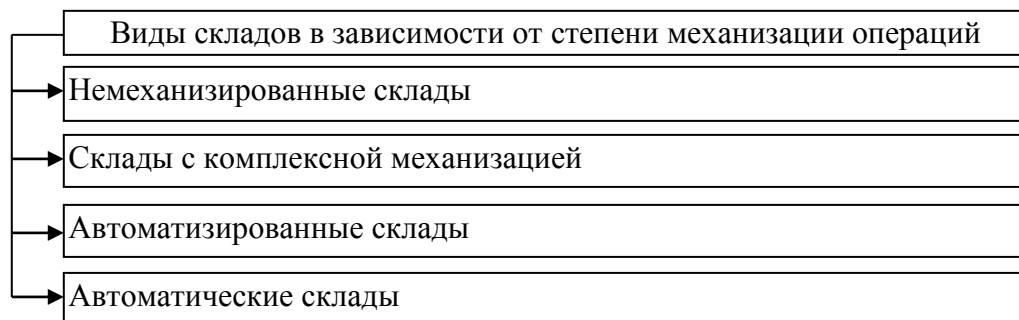 Виды складов в зависимости от степени механизации операций
Немеханизированные склады
Склады с комплексной механизацией
Автоматизированные склады
Автоматические склады